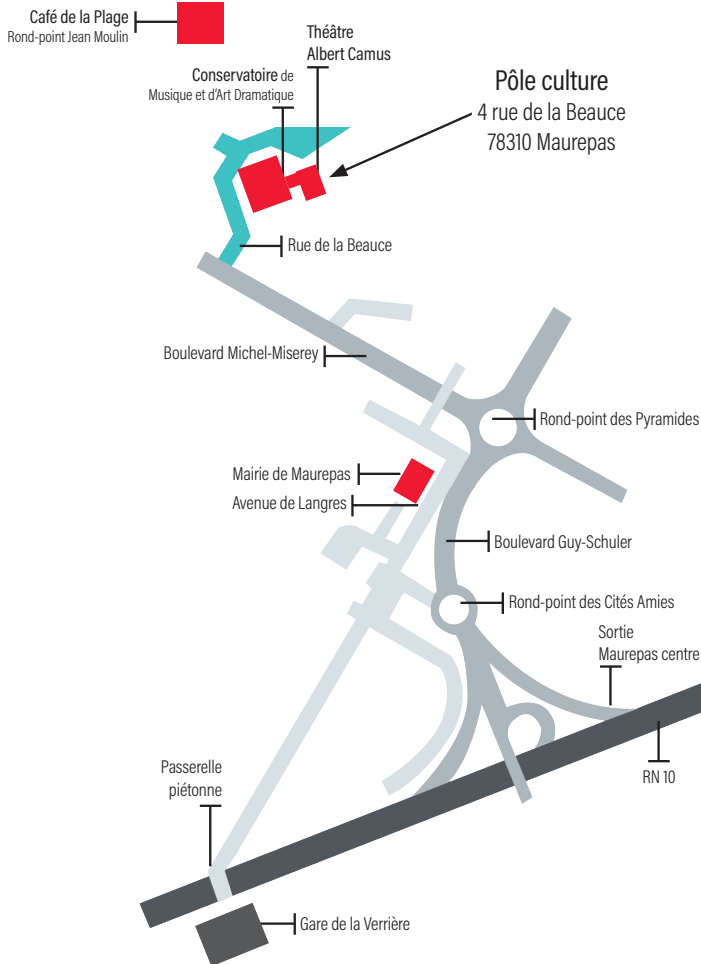 Café de la Plage
Rond-point Jean Moulin
Théâtre
Albert Camus
Conservatoire de
Musique et d'Art Dramatique
Pôle culture
4 rue de la Beauce
78310 Maurepas
Rue de la Beauce
Boulevard Michel-Miserey
Rond-point des Pyramides
Mairie de Maurepas
Avenue de Langres
Boulevard Guy-Schuler
Rond-point des Cités Amies
Sortie
Maurepas centre
RN 10
Passerelle
piétonne
Gare de la Verrière